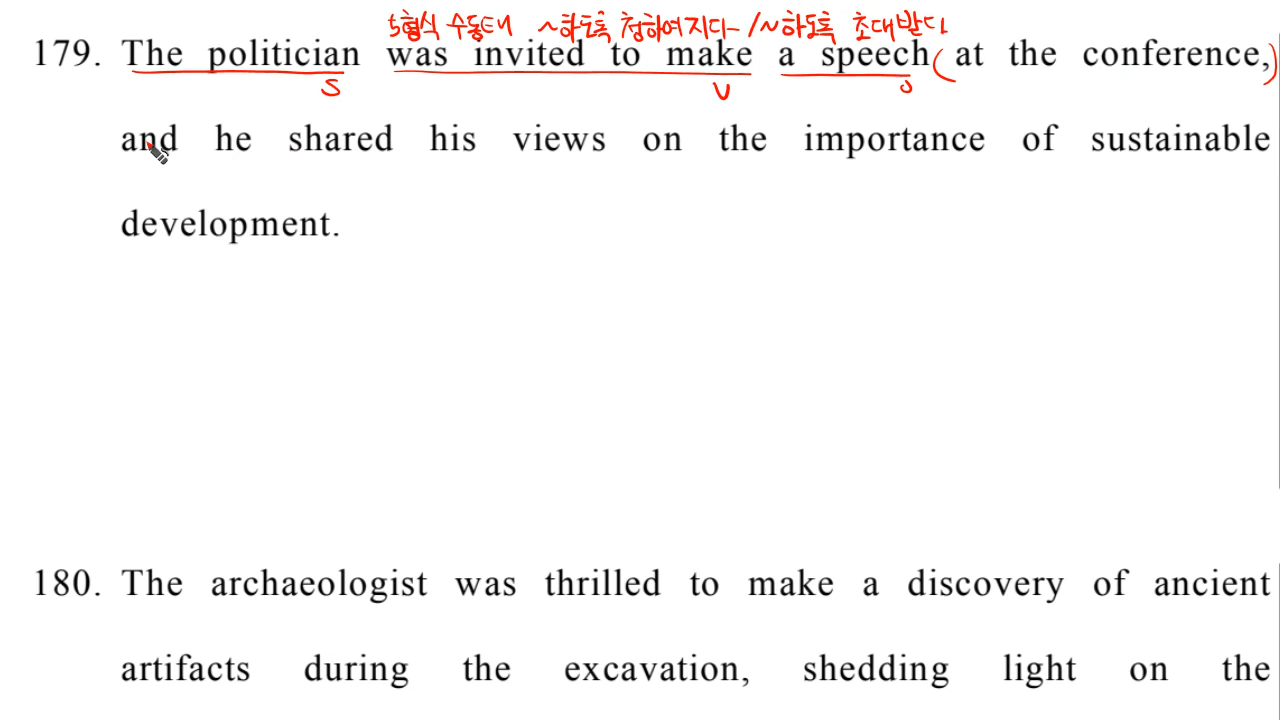 5형식 수동태 ~하도록 청하여지다 / ~하도록 초대받다
179. The politician was invited to make a speech ( at the conference, )
S V o
and he shared his views on the importance of sustainable
development.
180. The archaeologist was thrilled to make a discovery of ancient
artifacts during the excavation, shedding light on the